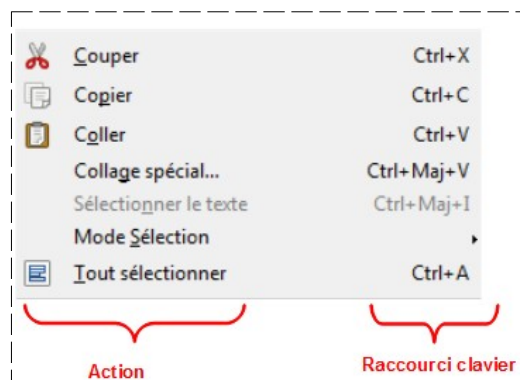 Couper Ctrl+X
Copier Ctrl+C
Coller Ctrl+V
Collage spécial... Ctrl+Maj+V
Sélectionner le texte Ctrl+Maj+I
Mode Sélection
Tout sélectionner Ctrl+A
Action Raccourci clavier